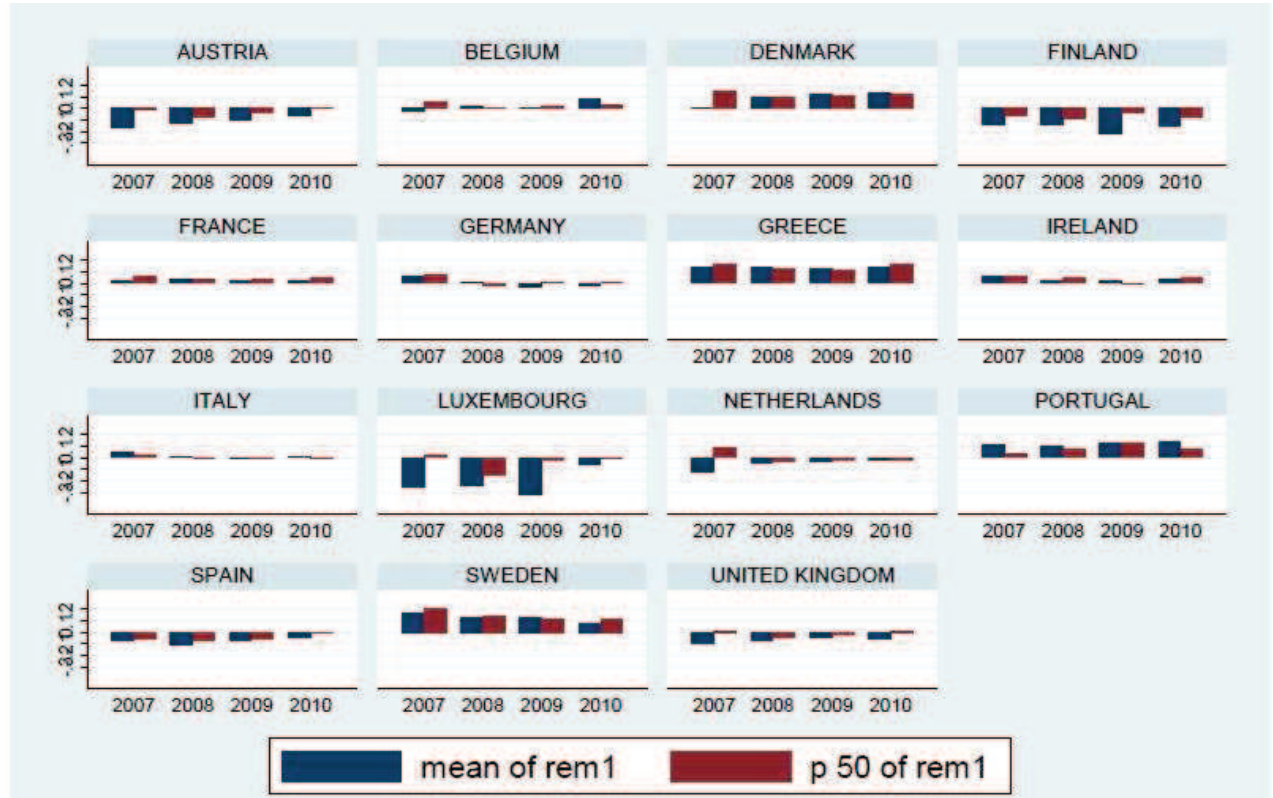 AUSTRIA BELGIUM DENMARK FINLAND
2007 2008 2009 2010 2007 2008 2009 2010 2007 2008 2009 2010 2007 2008 2009 2010
FRANCE GERMANY GREECE IRELAND
2007 2008 2009 2010 2007 2008 2009 2010 2007 2008 2009 2010 2007 2008 2009 2010
ITALY LUXEMBOURG NETHERLANDS PORTUGAL
2007 2008 2009 2010 2007 2008 2009 2010 2007 2008 2009 2010 2007 2008 2009 2010
SPAIN SWEDEN UNITED KINGDOM
2007 2008 2009 2010 2007 2008 2009 2010 2007 2008 2009 2010
mean of rem1 p 50 of rem1